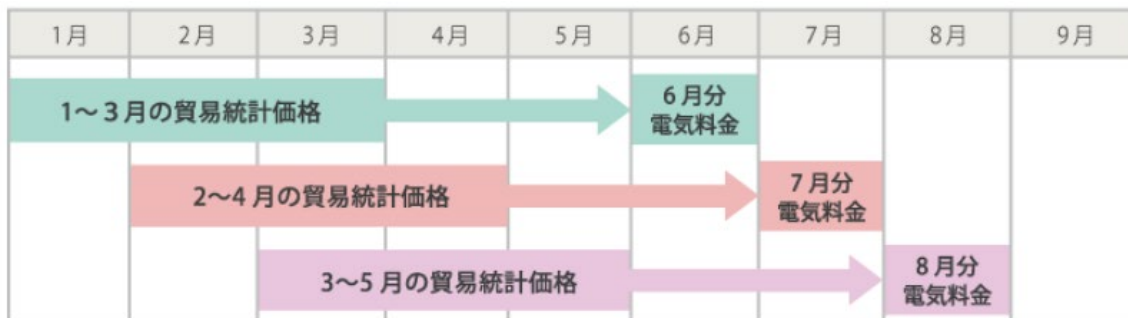 1月 2月 3月 4月 5月 6月 7月 8月 9月
1〜3月の貿易統計価格
6月分
電気料金
2〜4月の貿易統計価格
7月分
電気料金
3〜5月の貿易統計価格
8月分
電気料金